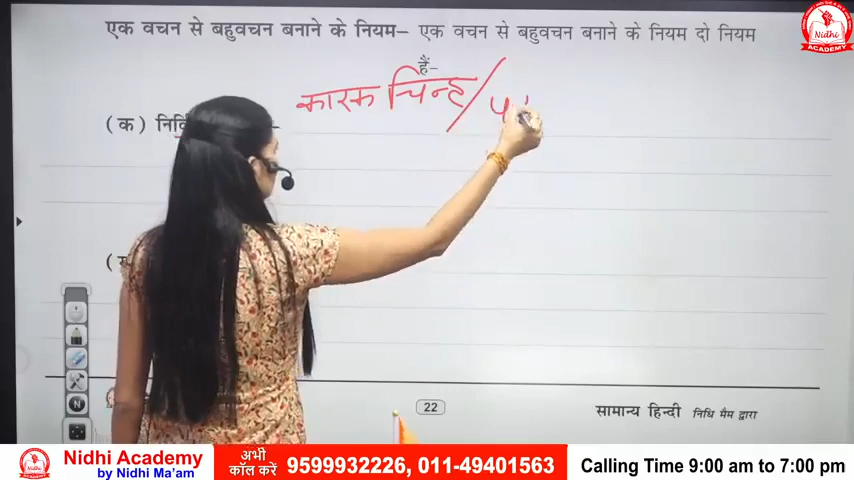 एक वचन से बहुवचन बनाने के नियम– एक वचन से बहुवचन बनाने के नियम दो नियम
हैं–
कारक चिन्ह /
(क)
22
सामान्य हिन्दी निधि मैम द्वारा
Nidhi
ACADEMY
Nidhi Academy
by Nidhi Ma'am
अभी
कॉल करें
9599932226, 011-49401563
Calling Time 9:00 am to 7:00 pm